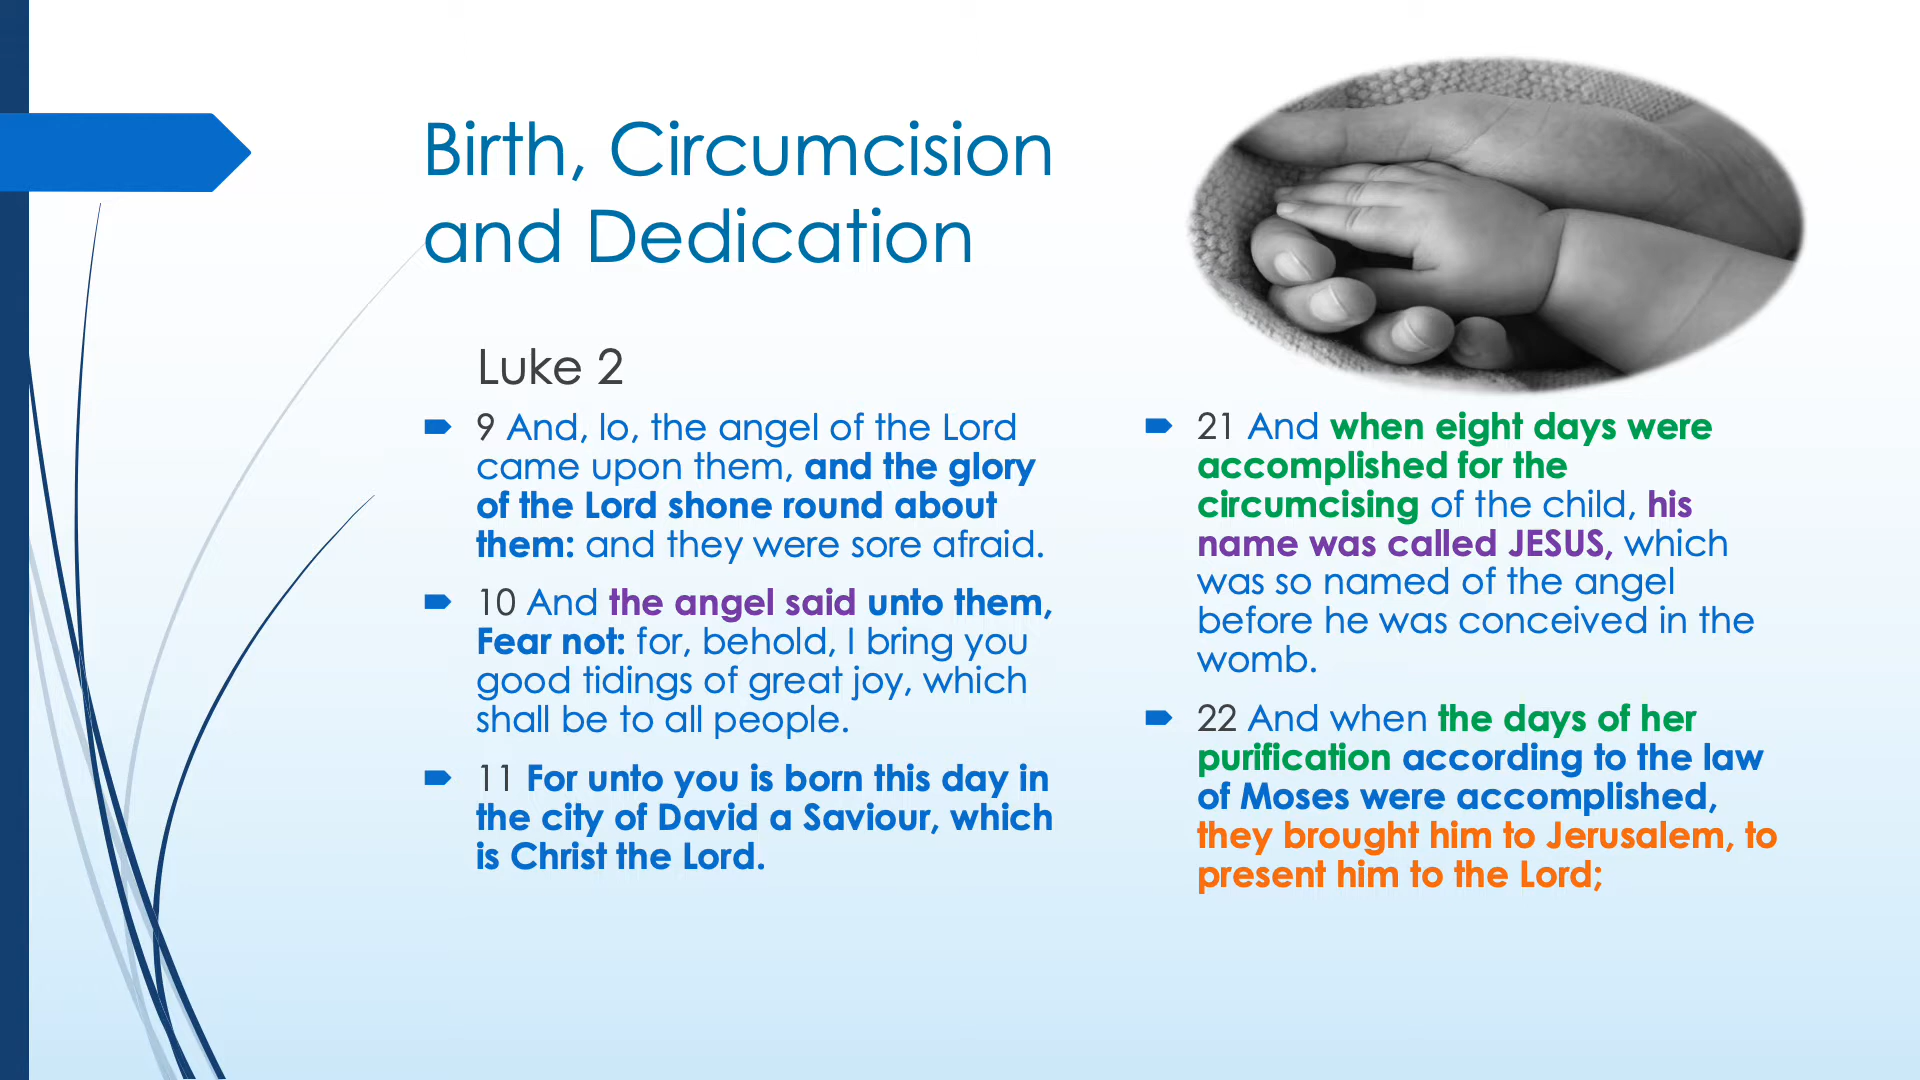 Birth, Circumcision
and Dedication
Luke 2
9 And, lo, the angel of the Lord
came upon them, and the glory
of the Lord shone round about
them: and they were sore afraid.
10 And the angel said unto them,
Fear not: for, behold, I bring you
good tidings of great joy, which
shall be to all people.
11 For unto you is born this day in
the city of David a Saviour, which
is Christ the Lord.
21 And when eight days were
accomplished for the
circumcising of the child, his
name was called JESUS, which
was so named of the angel
before he was conceived in the
womb.
22 And when the days of her
purification according to the law
of Moses were accomplished,
they brought him to Jerusalem, to
present him to the Lord;